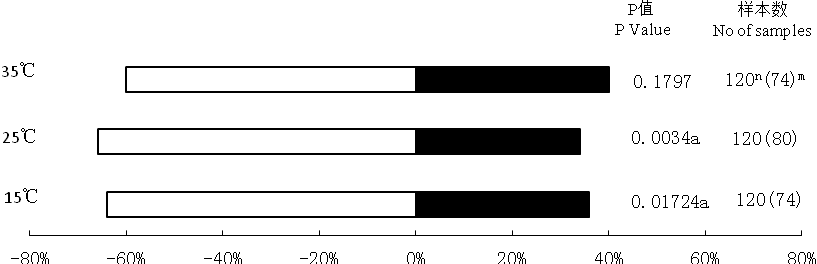 P值 样本数
P Value No of samples
35℃ 0.1797 120ⁿ(74)ᵐ
25℃ 0.0034a 120(80)
15℃ 0.01724a 120(74)
-80% -60% -40% -20% 0% 20% 40% 60% 80%